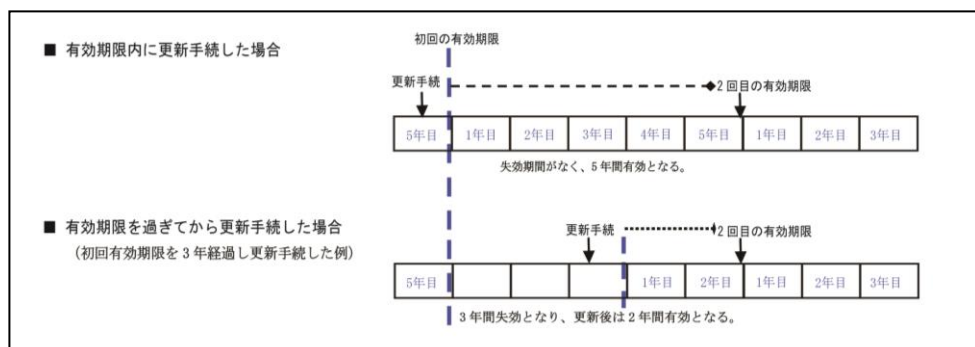 ■ 有効期限内に更新手続した場合
初回の有効期限
更新手続
2回目の有効期限
5年目 1年目 2年目 3年目 4年目 5年目 1年目 2年目 3年目
失効期間がなく、5年間有効となる。
■ 有効期限を過ぎてから更新手続した場合
（初回有効期限を3年経過し更新手続した例）
更新手続
2回目の有効期限
5年目 1年目 2年目 1年目 2年目 3年目
3年間失効となり、更新後は2年間有効となる。